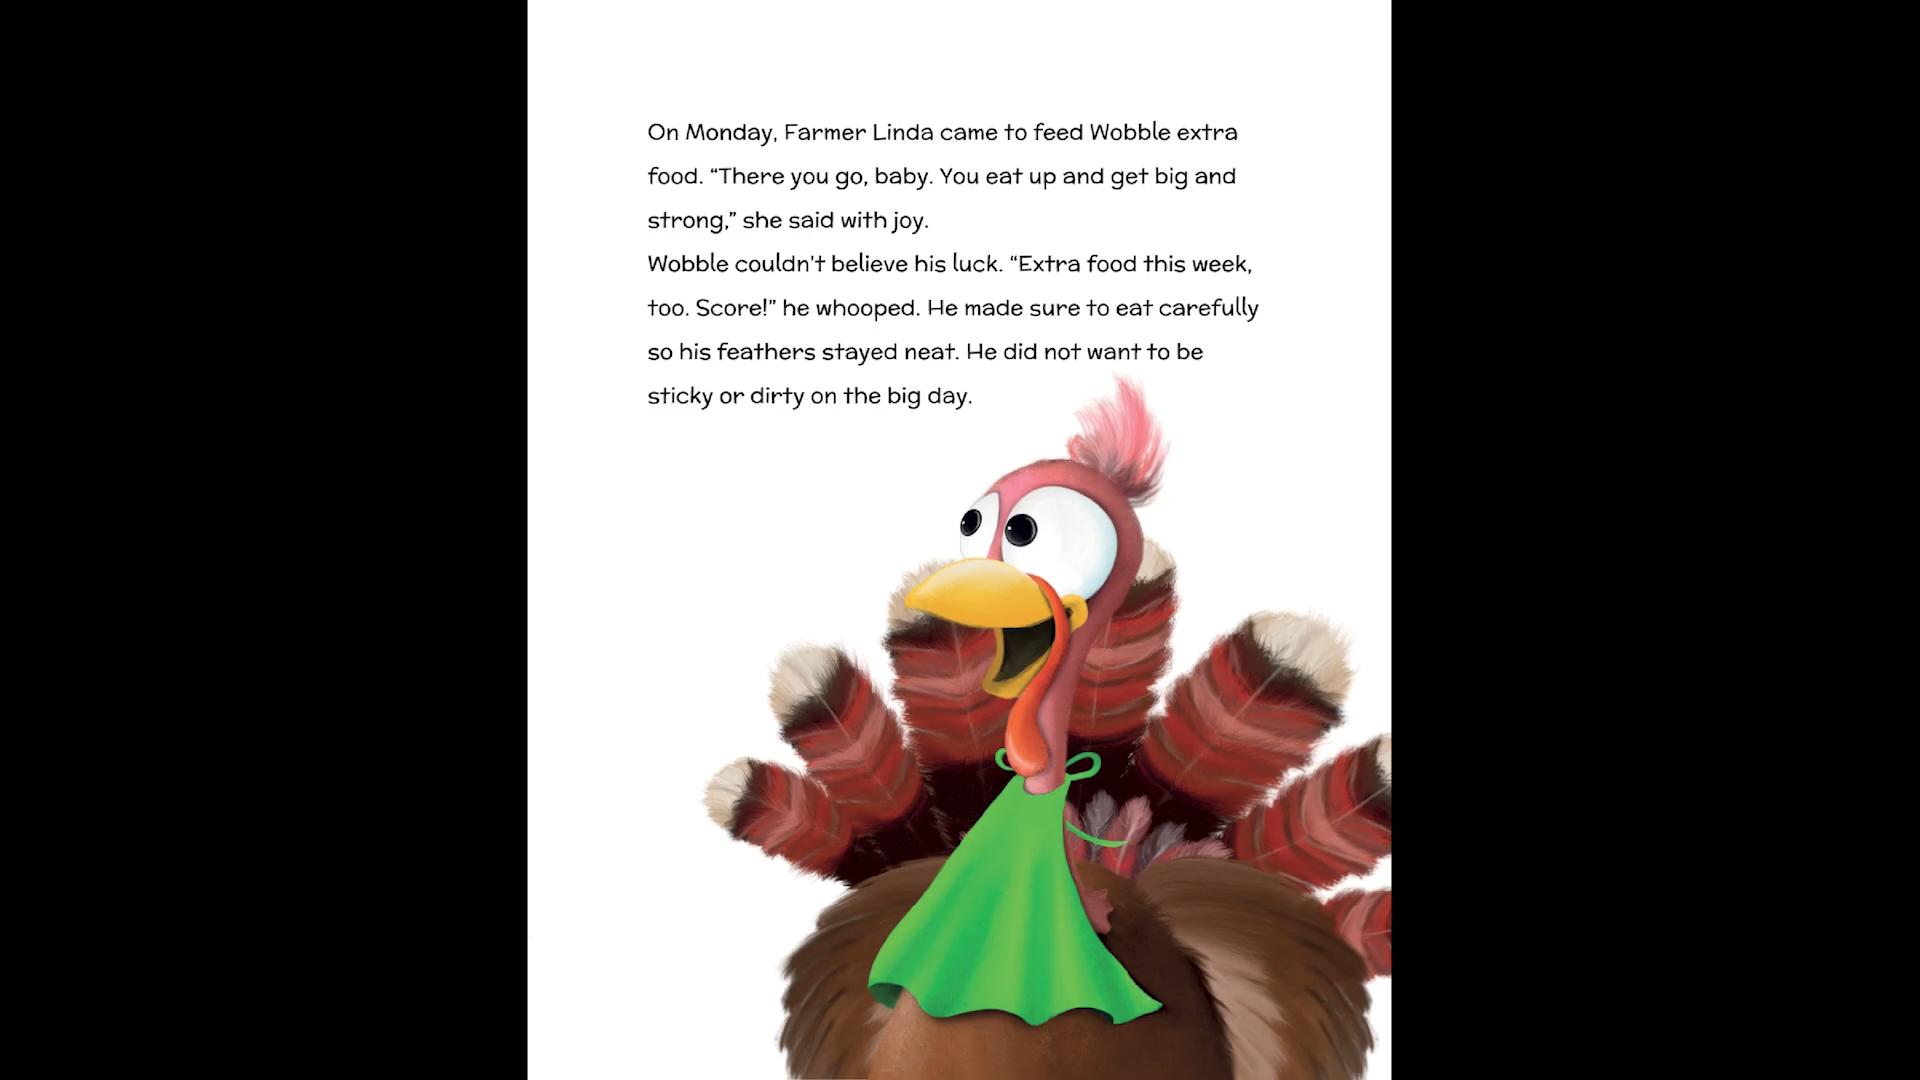 On Monday, Farmer Linda came to feed Wobble extra
food. “There you go, baby. You eat up and get big and
strong,” she said with joy.
Wobble couldn't believe his luck. “Extra food this week,
too. Score!” he whooped. He made sure to eat carefully
so his feathers stayed neat. He did not want to be
sticky or dirty on the big day.